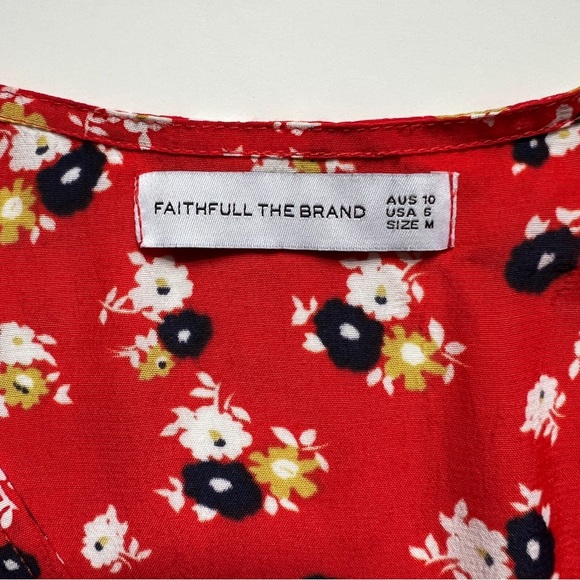 FAITHFULL THE BRAND
AUS 10
USA 6
SIZE M